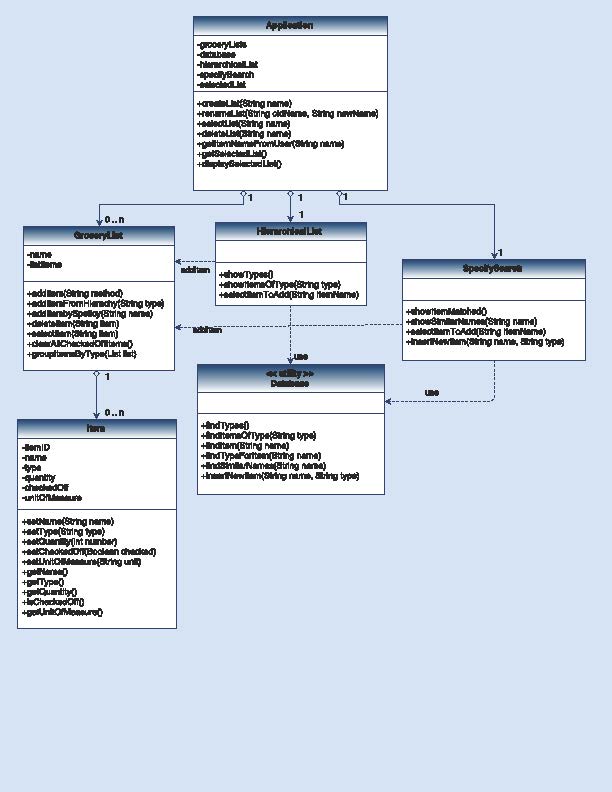 Application
-groceryLists
-database
-hierarchicalList
-specifySearch
-selectedList
+createList(String name)
+renameList(String oldName, String newName)
+selectList(String name)
+deleteList(String name)
+getItemNameFromUser(String name)
+getSelectedList()
+displaySelectedList()
1
1
1
0..n
1
1
GroceryList
-name
-listItems
+addItem(String method)
+addItemFromHierachy(String type)
+addItembySpeficy(String name)
+deleteItem(String item)
+selectItem(String item)
+clearAllCheckedOfItems()
+groupItemsByType(List list)
HierarchicalList
+showTypes()
+showItemsOfType(String type)
+selectItemToAdd(String itemName)
SpecifySearch
+showItemMatched()
+showSimilarNames(String name)
+selectItemToAdd(String itemName)
+insertNewItem(String name, String type)
addItem
addItem
use
use
1
0..n
<< utility >>
Database
+findTypes()
+findItemsOfType(String type)
+findItem(String name)
+findTypeForItem(String name)
+findSimilarNames(String name)
+insertNewItem(String name, String type)
Item
-itemID
-name
-type
-quantity
-checkedOff
-unitOfMeasure
+setName(String name)
+setType(String type)
+setQuantity(int number)
+setCheckedOff(Boolean checked)
+setUnitOfMeasure(String unit)
+getName()
+getType()
+getQuantity()
+isCheckedOff()
+getUnitOfMeasure()